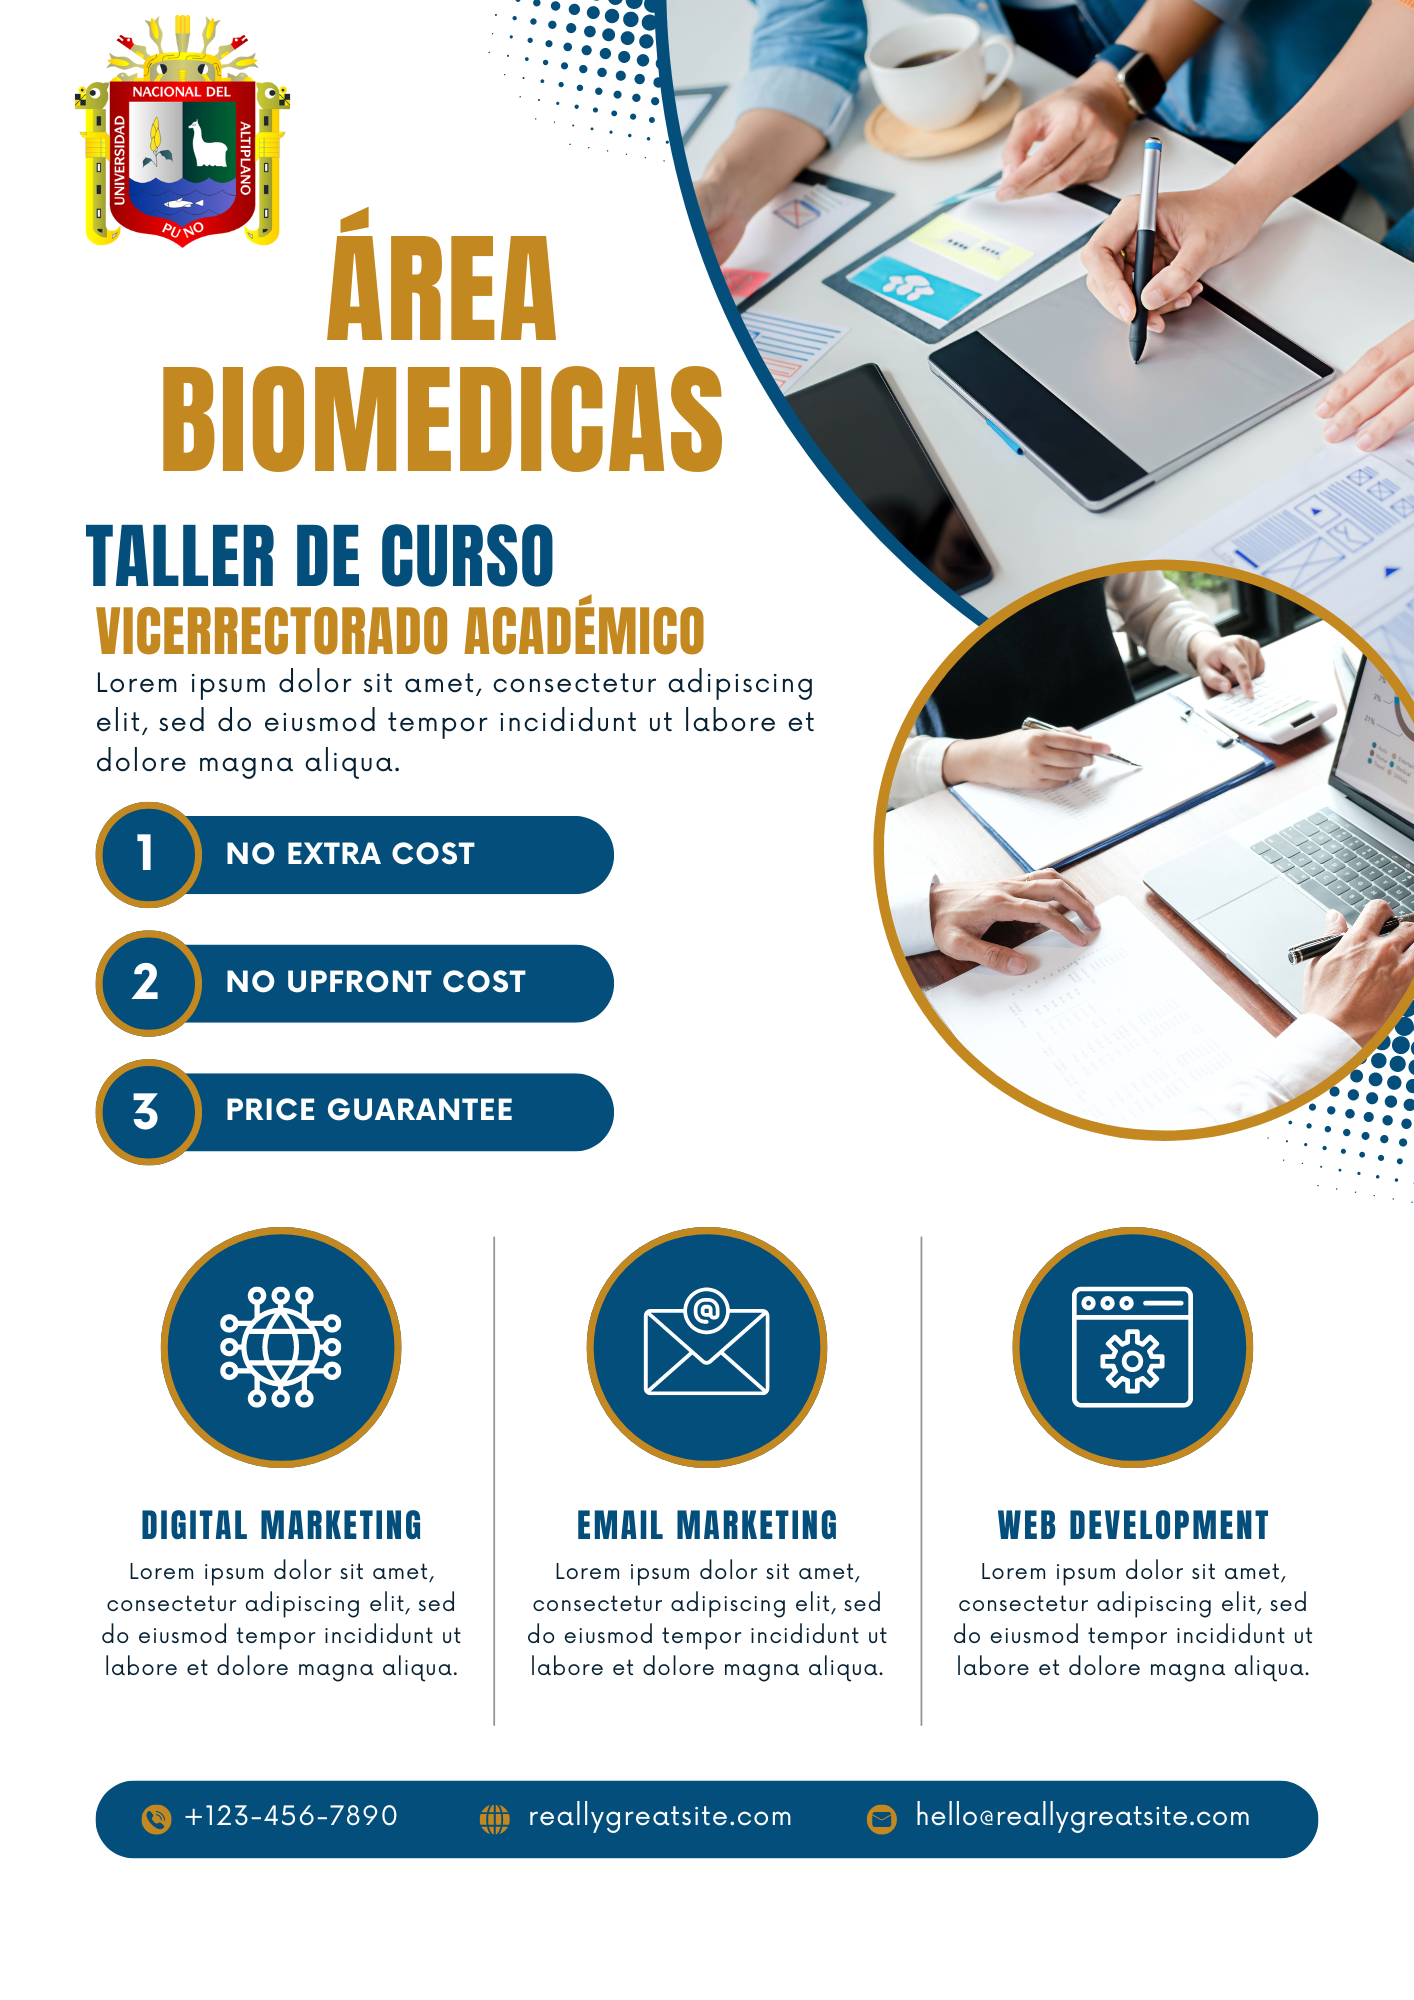 NACIONAL DEL
UNIVERSIDAD
ALTIPLANO
PUNO
ÁREA
BIOMEDICAS
TALLER DE CURSO
VICERRECTORADO ACADÉMICO
Lorem ipsum dolor sit amet, consectetur adipiscing
elit, sed do eiusmod tempor incididunt ut labore et
dolore magna aliqua.
1 NO EXTRA COST
2 NO UPFRONT COST
3 PRICE GUARANTEE
DIGITAL MARKETING
Lorem ipsum dolor sit amet,
consectetur adipiscing elit, sed
do eiusmod tempor incididunt ut
labore et dolore magna aliqua.
EMAIL MARKETING
Lorem ipsum dolor sit amet,
consectetur adipiscing elit, sed
do eiusmod tempor incididunt ut
labore et dolore magna aliqua.
WEB DEVELOPMENT
Lorem ipsum dolor sit amet,
consectetur adipiscing elit, sed
do eiusmod tempor incididunt ut
labore et dolore magna aliqua.
+123-456-7890 reallygreatsite.com hello@reallygreatsite.com